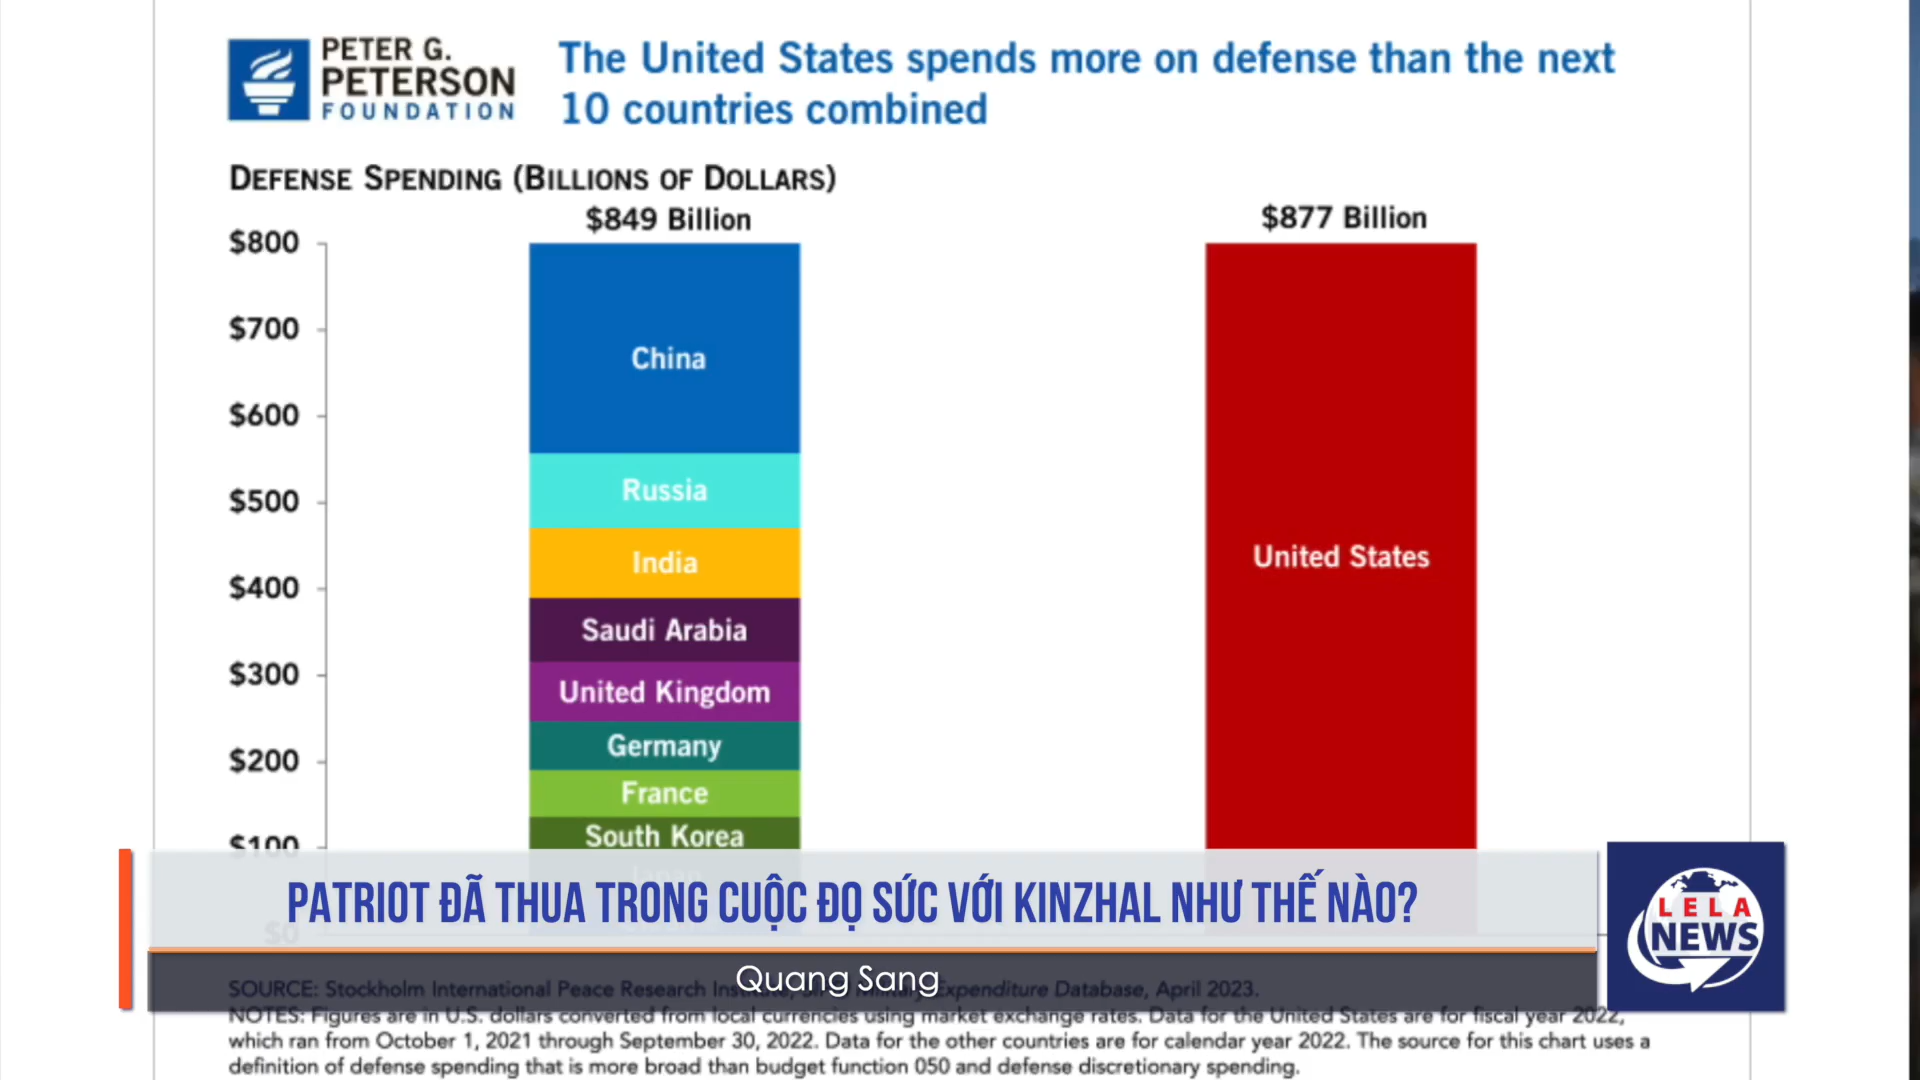 PETER G.
PETERSON
FOUNDATION
The United States spends more on defense than the next
10 countries combined
DEFENSE SPENDING (BILLIONS OF DOLLARS)
$849 Billion
$877 Billion
$800
$700
$600
$500
$400
$300
$200
$100
$0
China
Russia
India
Saudi Arabia
United Kingdom
Germany
France
South Korea
Japan
United States
PATRIOT ĐÃ THUA TRONG CUỘC ĐỌ SỨC VỚI KINZHAL NHƯ THẾ NÀO?
Quang Sang
LELA
NEWS
SOURCE: Stockholm International Peace Research Expenditure Database, April 2023.
NOTES: Figures are in U.S. dollars converted from local currencies using market exchange rates. Data for the United States are for fiscal year 2022,
which ran from October 1, 2021 through September 30, 2022. Data for the other countries are for calendar year 2022. The source for this chart uses a
definition of defense spending that is more broad than budget function 050 and defense discretionary spending.